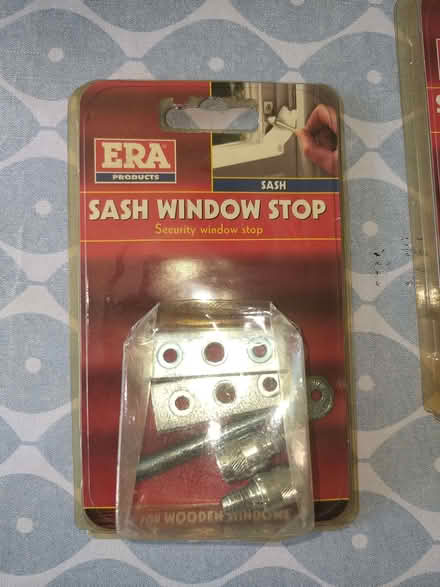 ERA
PRODUCTS
SASH
SASH WINDOW STOP
Security window stop
FOR WOODEN WINDOWS